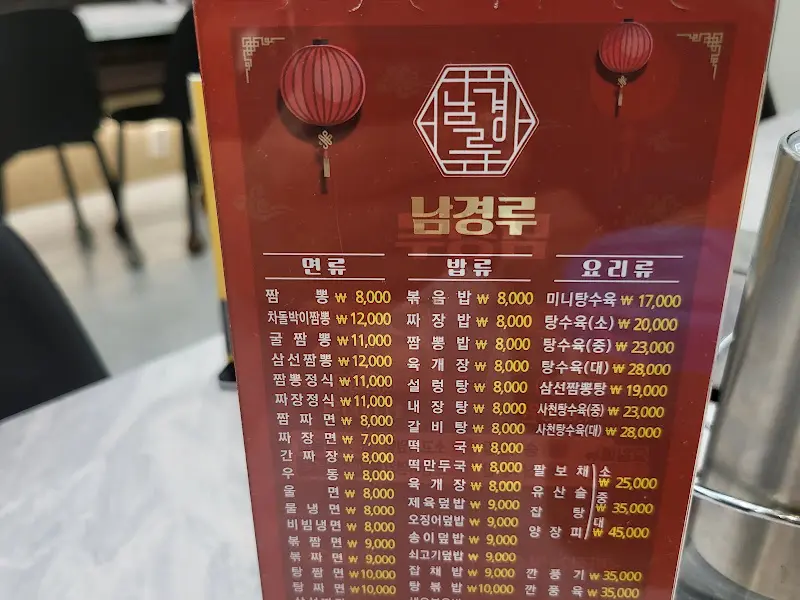 남경루
남경루
면류
짬뽕 ₩ 8,000
차돌박이짬뽕 ₩ 12,000
굴짬뽕 ₩ 11,000
삼선짬뽕 ₩ 12,000
짬뽕정식 ₩ 11,000
짜장정식 ₩ 11,000
짬짜면 ₩ 8,000
짜장면 ₩ 7,000
간짜장 ₩ 8,000
우동 ₩ 8,000
울면 ₩ 8,000
물냉면 ₩ 8,000
비빔냉면 ₩ 8,000
볶짬면 ₩ 9,000
볶짜면 ₩ 9,000
탕짬면 ₩ 10,000
탕짜면 ₩ 10,000
밥류
볶음밥 ₩ 8,000
짜장밥 ₩ 8,000
짬뽕밥 ₩ 8,000
육개장 ₩ 8,000
설렁탕 ₩ 8,000
내장탕 ₩ 8,000
갈비탕 ₩ 8,000
떡국 ₩ 8,000
떡만두국 ₩ 8,000
육개장 ₩ 8,000
제육덮밥 ₩ 9,000
오징어덮밥 ₩ 9,000
송이덮밥 ₩ 9,000
쇠고기덮밥 ₩ 9,000
잡채밥 ₩ 9,000
탕볶밥 ₩ 10,000
요리류
미니탕수육 ₩ 17,000
탕수육(소) ₩ 20,000
탕수육(중) ₩ 23,000
탕수육(대) ₩ 28,000
삼선짬뽕탕 ₩ 19,000
사천탕수육(중) ₩ 23,000
사천탕수육(대) ₩ 28,000
팔보채
유산슬
잡탕
양장피
소 ₩ 25,000
중 ₩ 35,000
대 ₩ 45,000
깐풍기 ₩ 35,000
깐풍육 ₩ 35,000